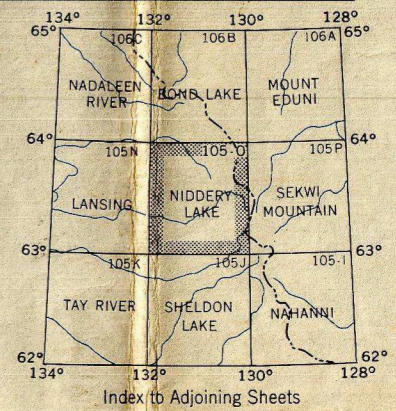 134° 132° 130° 128°
65° 65°
106C 106B 106A
NADALEEN RIVER
BOND LAKE
MOUNT EDUNI
64° 64°
105N 105-O 105P
LANSING
NIDDERY LAKE
SEKWI MOUNTAIN
63° 63°
105K 105J 105-I
TAY RIVER
SHELDON LAKE
NAHANNI
62° 62°
134° 132° 130° 128°
Index to Adjoining Sheets